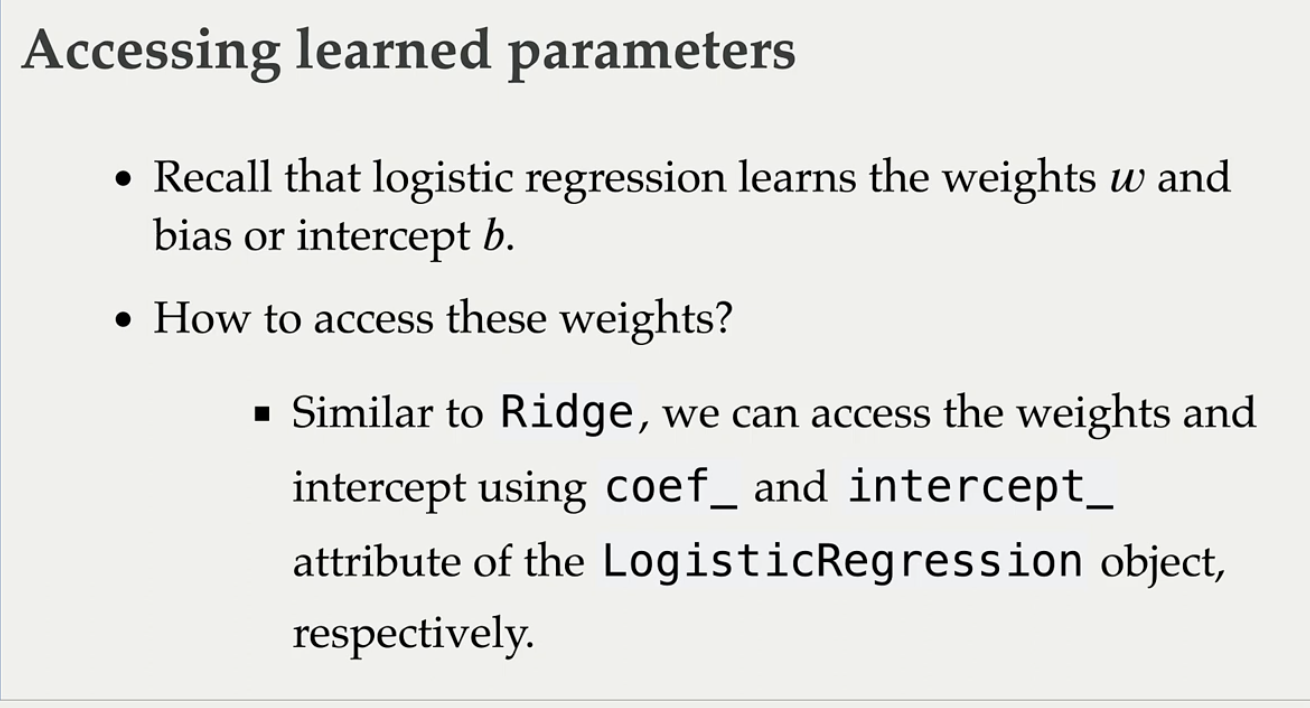 Accessing learned parameters
• Recall that logistic regression learns the weights w and
bias or intercept b.
• How to access these weights?
▪ Similar to Ridge, we can access the weights and
intercept using coef_ and intercept_
attribute of the LogisticRegression object,
respectively.